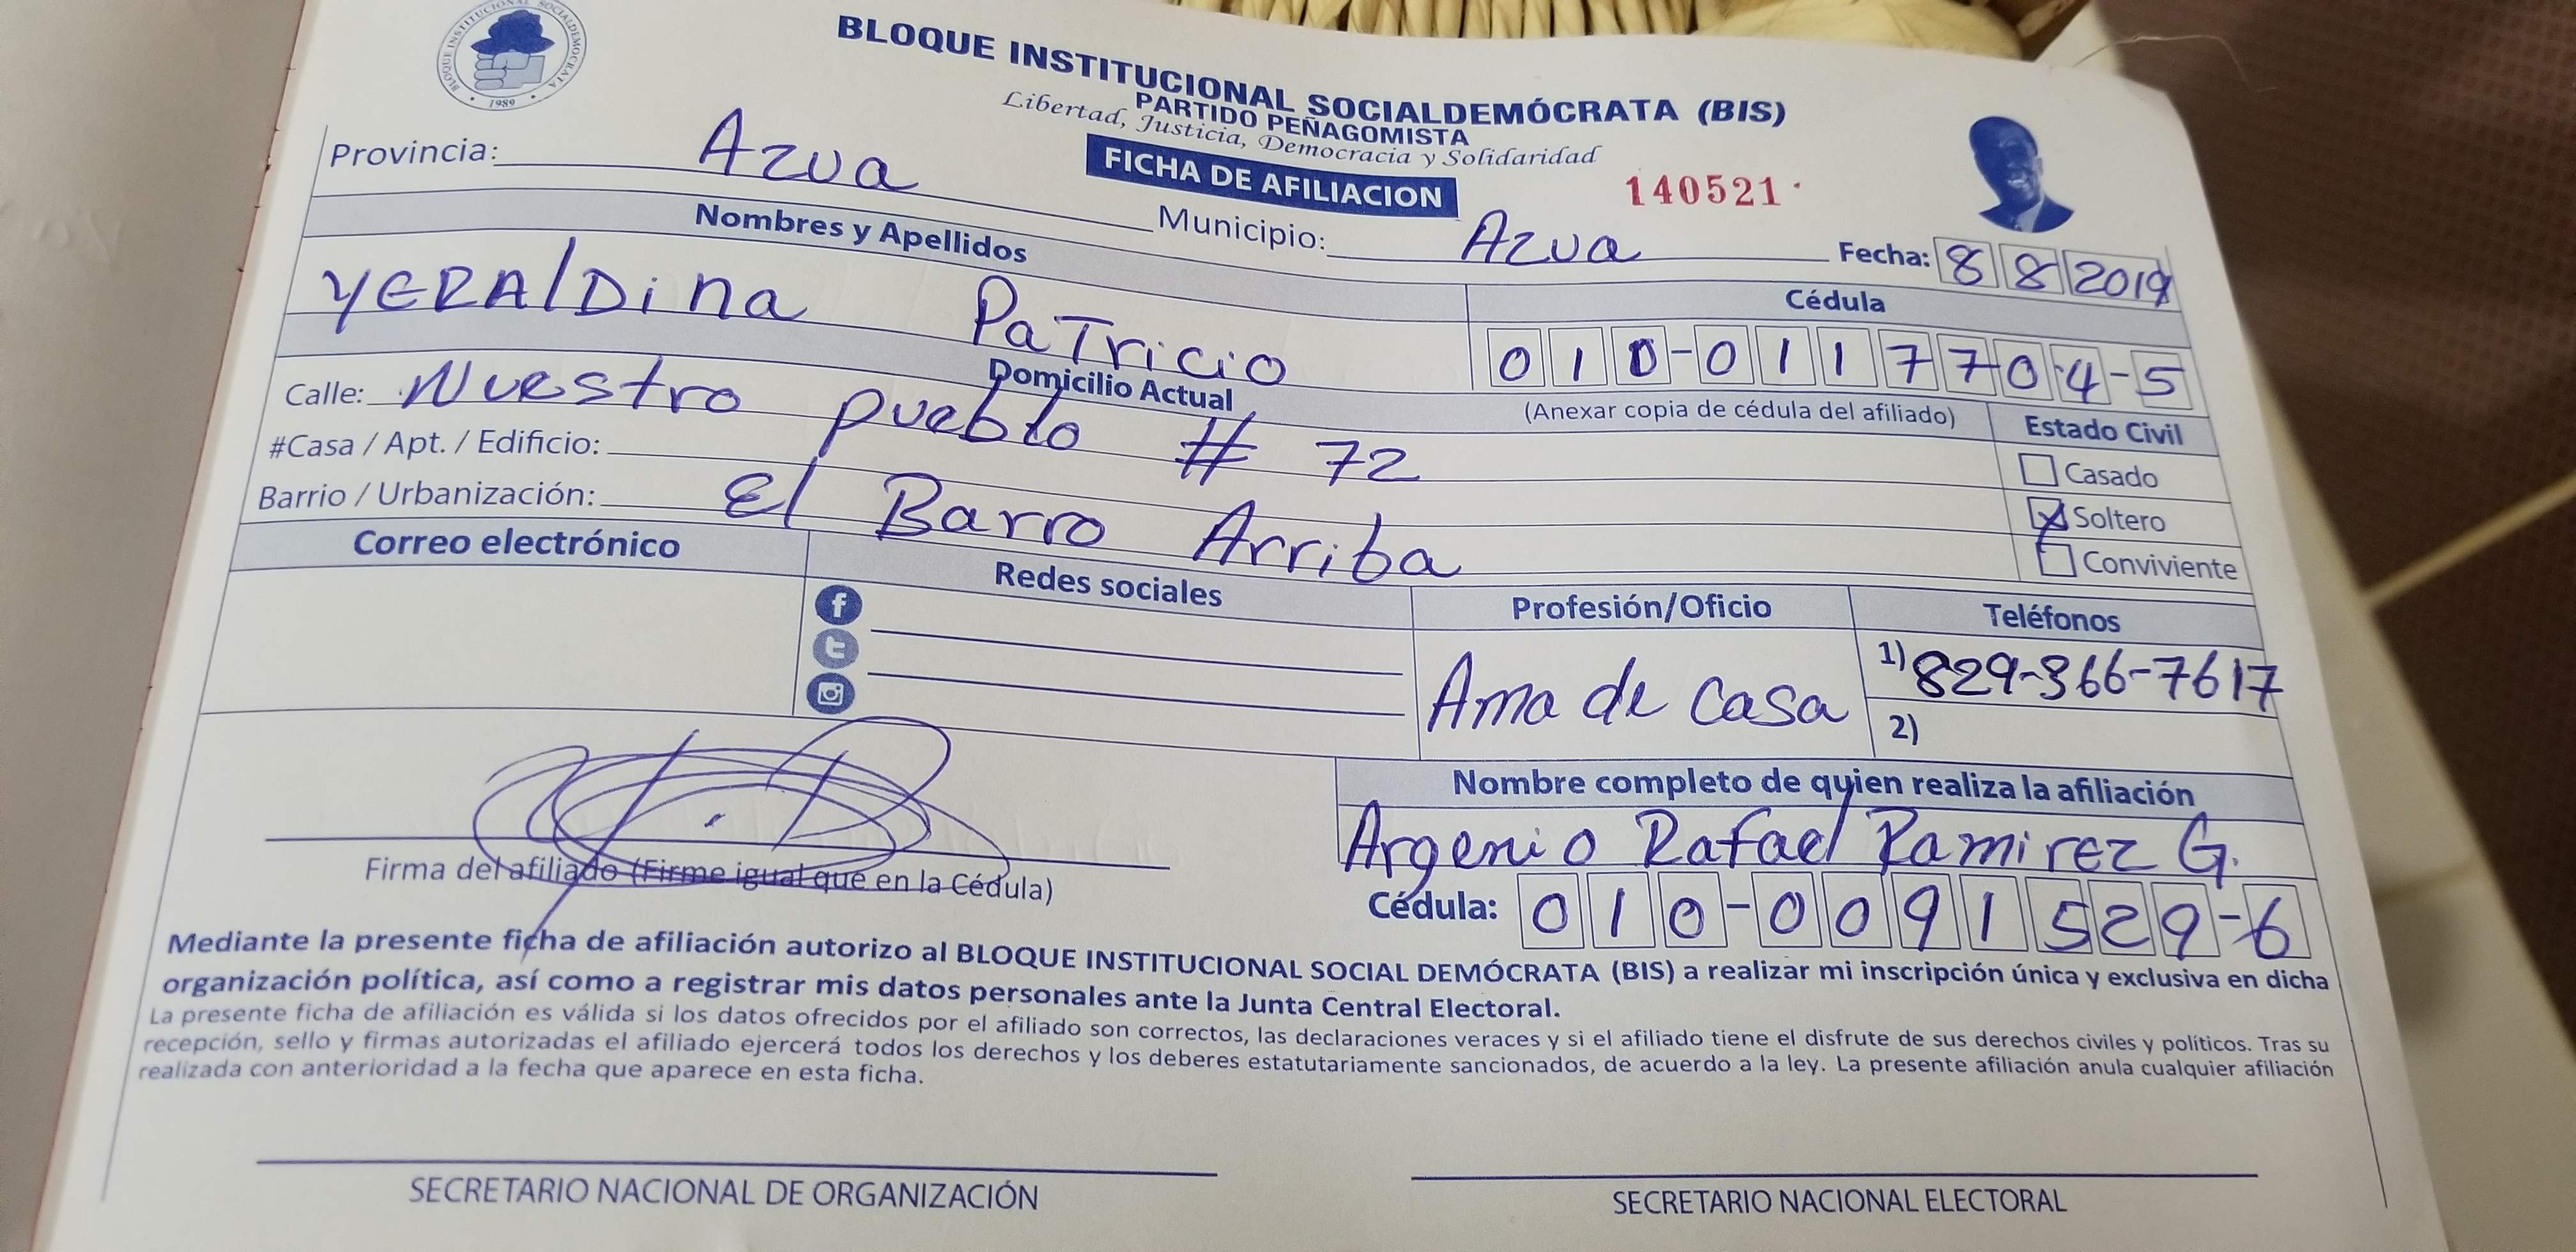 BLOQUE INSTITUCIONAL SOCIALDEMÓCRATA
1989
BLOQUE INSTITUCIONAL SOCIALDEMÓCRATA (BIS)
PARTIDO PEÑAGOMISTA
Libertad, Justicia, Democracia y Solidaridad
FICHA DE AFILIACION
140521
Provincia: Azua Municipio: Azua Fecha: 8 8 2019
Nombres y Apellidos Cédula
YERAlDina PaTricio 010-0117704-5
Domicilio Actual (Anexar copia de cédula del afiliado) Estado Civil
Calle: Nuestro pueblo # 72
#Casa / Apt. / Edificio:
Barrio / Urbanización: El Barro Arriba
Casado
X Soltero
Conviviente
Correo electrónico Redes sociales Profesión/Oficio Teléfonos
Ama de casa 1) 829-366-7617
2)
Nombre completo de quien realiza la afiliación
Argenio Rafael Ramirez G.
Firma del afiliado (Firme igual que en la Cédula) Cédula: 010-0091529-6
Mediante la presente ficha de afiliación autorizo al BLOQUE INSTITUCIONAL SOCIAL DEMÓCRATA (BIS) a realizar mi inscripción única y exclusiva en dicha
organización política, así como a registrar mis datos personales ante la Junta Central Electoral.
La presente ficha de afiliación es válida si los datos ofrecidos por el afiliado son correctos, las declaraciones veraces y si el afiliado tiene el disfrute de sus derechos civiles y políticos. Tras su
recepción, sello y firmas autorizadas el afiliado ejercerá todos los derechos y los deberes estatutariamente sancionados, de acuerdo a la ley. La presente afiliación anula cualquier afiliación
realizada con anterioridad a la fecha que aparece en esta ficha.
SECRETARIO NACIONAL DE ORGANIZACIÓN SECRETARIO NACIONAL ELECTORAL